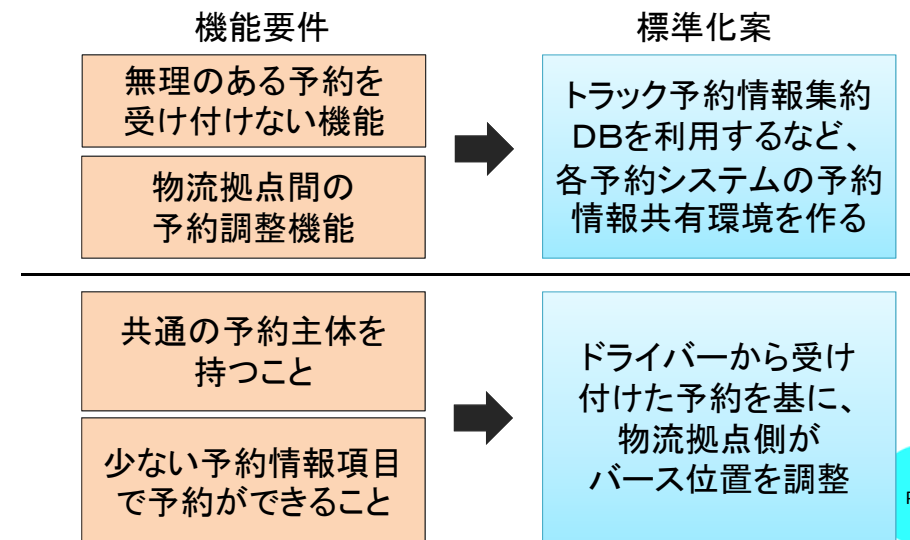 機能要件
標準化案
無理のある予約を
受け付けない機能
物流拠点間の
予約調整機能
トラック予約情報集約
DBを利用するなど、
各予約システムの予約
情報共有環境を作る
共通の予約主体を
持つこと
少ない予約情報項目
で予約ができること
ドライバーから受け
付けた予約を基に、
物流拠点側が
バース位置を調整